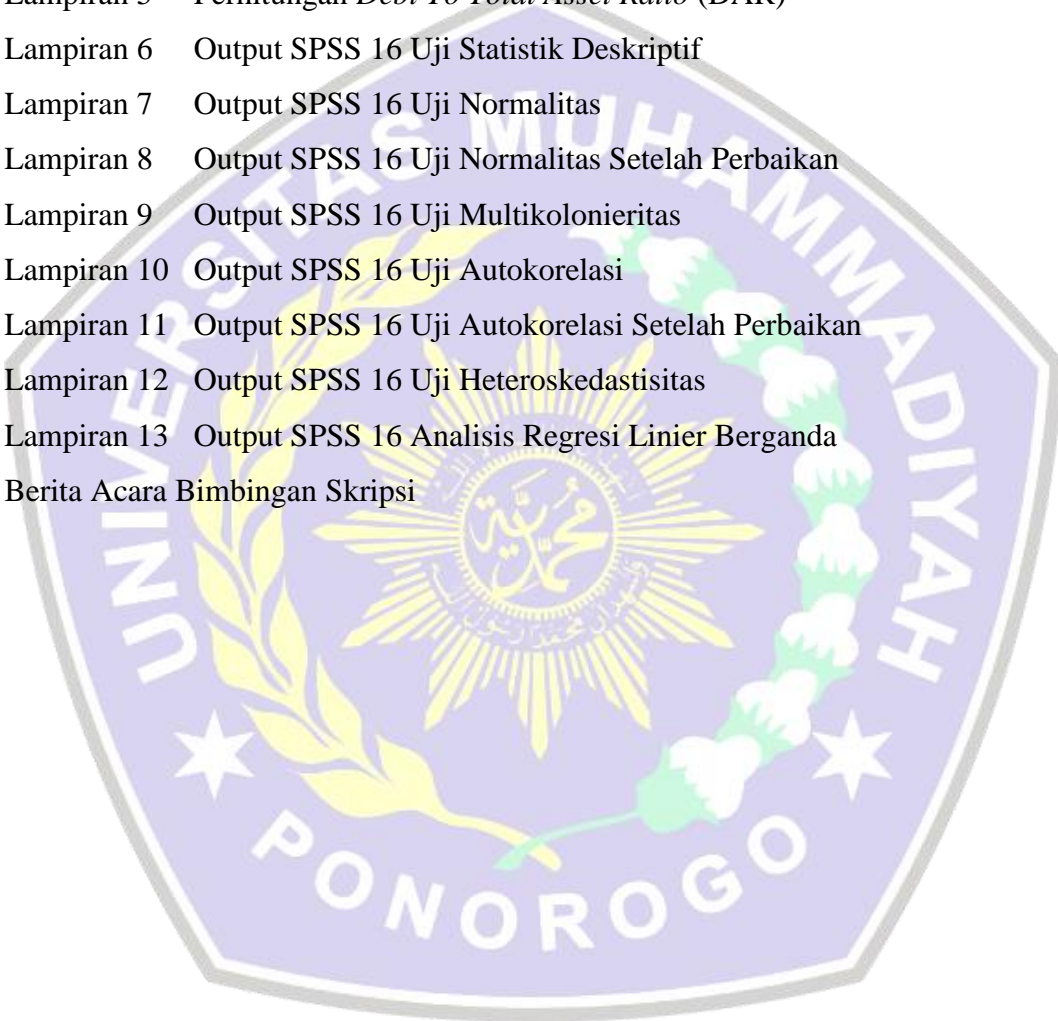 Lampiran 5 Perhitungan Debt To Total Asset Ratio (DAR)
Lampiran 6 Output SPSS 16 Uji Statistik Deskriptif
Lampiran 7 Output SPSS 16 Uji Normalitas
Lampiran 8 Output SPSS 16 Uji Normalitas Setelah Perbaikan
Lampiran 9 Output SPSS 16 Uji Multikolonieritas
Lampiran 10 Output SPSS 16 Uji Autokorelasi
Lampiran 11 Output SPSS 16 Uji Autokorelasi Setelah Perbaikan
Lampiran 12 Output SPSS 16 Uji Heteroskedastisitas
Lampiran 13 Output SPSS 16 Analisis Regresi Linier Berganda
Berita Acara Bimbingan Skripsi
UNIVERSITAS MUHAMMADIYAH
PONOROGO
محمدية